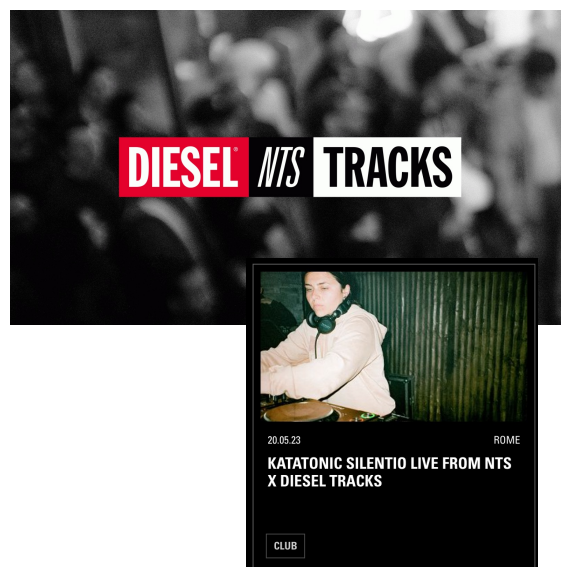 DIESEL® NTS TRACKS
20.05.23 ROME
KATATONIC SILENTIO LIVE FROM NTS
X DIESEL TRACKS
CLUB